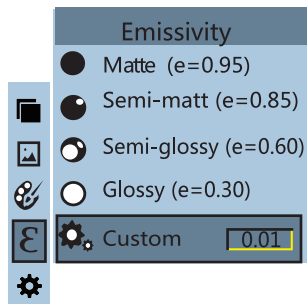 Emissivity
Matte (e=0.95)
Semi-matt (e=0.85)
Semi-glossy (e=0.60)
Glossy (e=0.30)
ε
Custom 0.01